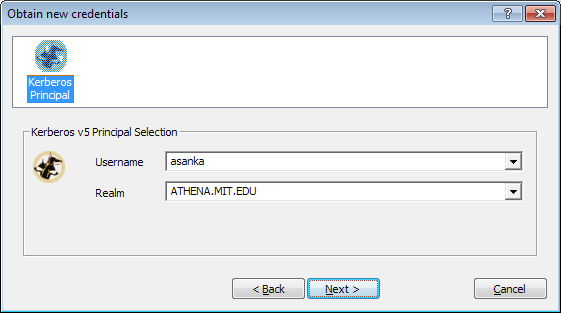 Obtain new credentials
Kerberos
Principal
Kerberos v5 Principal Selection
Username
asanka
Realm
ATHENA.MIT.EDU
< Back
Next >
Cancel